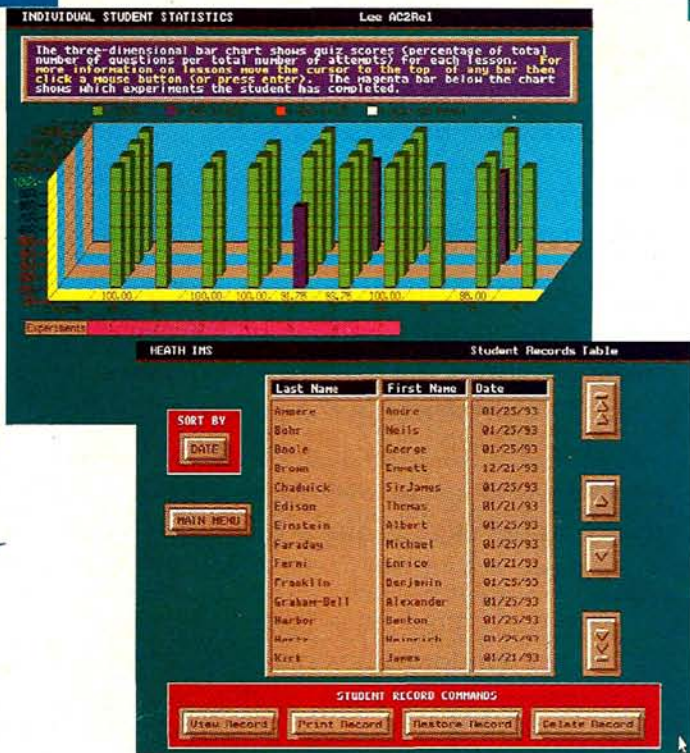 INDIVIDUAL STUDENT STATISTICS Lee AC2Rel
The three-dimensional bar chart shows quiz scores (percentage of total
number of questions per total number of attempts) for each lesson. For
more information on lessons move the cursor to the top of any bar then
click a mouse button (or press enter). The magenta bar below the chart
shows which experiments the student has completed.
100.00 100.00 100.00 93.75 100.00
Experiments
HEATH IMS Student Records Table
Last Name First Name Date
SORT BY
DATE
MAIN MENU
Ampere Andre 01/25/93
Bohr Neils 01/25/93
Boole George 01/25/93
Brown Emmett 12/21/93
Chadwick SirJames 01/25/93
Edison Thomas 01/21/93
Einstein Albert 01/25/93
Faraday Michael 01/25/93
Fermi Enrico 01/21/93
Franklin Benjamin 01/25/93
Graham-Bell Alexander 01/25/93
Harbor Benton 01/25/93
Hertz Heinrich 01/25/93
Kirk James 01/21/93
STUDENT RECORD COMMANDS
View Record Print Record Restore Record Delete Record